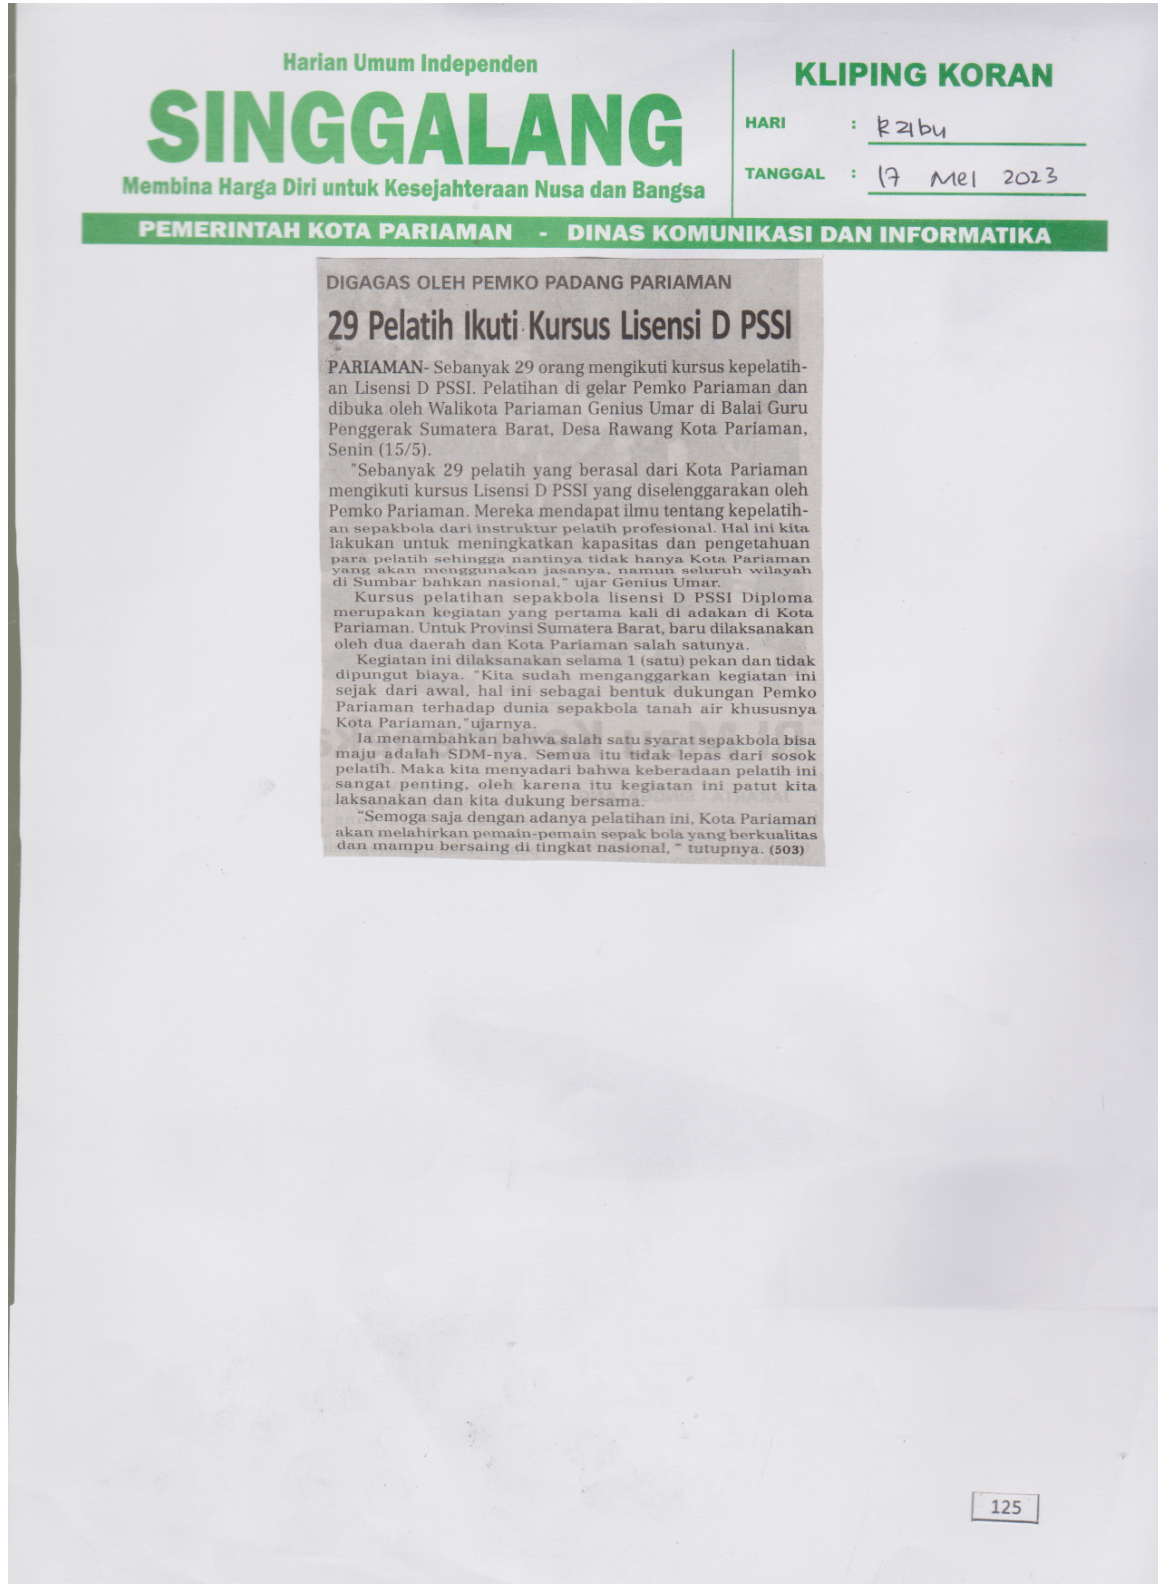 Harian Umum Independen
SINGGALANG
Membina Harga Diri untuk Kesejahteraan Nusa dan Bangsa
KLIPING KORAN
HARI : Rabu
TANGGAL : 17 Mei 2023
PEMERINTAH KOTA PARIAMAN - DINAS KOMUNIKASI DAN INFORMATIKA
DIGAGAS OLEH PEMKO PADANG PARIAMAN
29 Pelatih Ikuti Kursus Lisensi D PSSI
PARIAMAN- Sebanyak 29 orang mengikuti kursus kepelatih-
an Lisensi D PSSI. Pelatihan di gelar Pemko Pariaman dan
dibuka oleh Walikota Pariaman Genius Umar di Balai Guru
Penggerak Sumatera Barat, Desa Rawang Kota Pariaman,
Senin (15/5).
"Sebanyak 29 pelatih yang berasal dari Kota Pariaman
mengikuti kursus Lisensi D PSSI yang diselenggarakan oleh
Pemko Pariaman. Mereka mendapat ilmu tentang kepelatih-
an sepakbola dari instruktur pelatih profesional. Hal ini kita
lakukan untuk meningkatkan kapasitas dan pengetahuan
para pelatih sehingga nantinya tidak hanya Kota Pariaman
yang akan menggunakan jasanya, namun seluruh wilayah
di Sumbar bahkan nasional," ujar Genius Umar.
Kursus pelatihan sepakbola lisensi D PSSI Diploma
merupakan kegiatan yang pertama kali di adakan di Kota
Pariaman. Untuk Provinsi Sumatera Barat, baru dilaksanakan
oleh dua daerah dan Kota Pariaman salah satunya.
Kegiatan ini dilaksanakan selama 1 (satu) pekan dan tidak
dipungut biaya. "Kita sudah menganggarkan kegiatan ini
sejak dari awal, hal ini sebagai bentuk dukungan Pemko
Pariaman terhadap dunia sepakbola tanah air khususnya
Kota Pariaman,"ujarnya.
Ia menambahkan bahwa salah satu syarat sepakbola bisa
maju adalah SDM-nya. Semua itu tidak lepas dari sosok
pelatih. Maka kita menyadari bahwa keberadaan pelatih ini
sangat penting, oleh karena itu kegiatan ini patut kita
laksanakan dan kita dukung bersama.
"Semoga saja dengan adanya pelatihan ini, Kota Pariaman
akan melahirkan pemain-pemain sepak bola yang berkualitas
dan mampu bersaing di tingkat nasional, " tutupnya. (503)
125